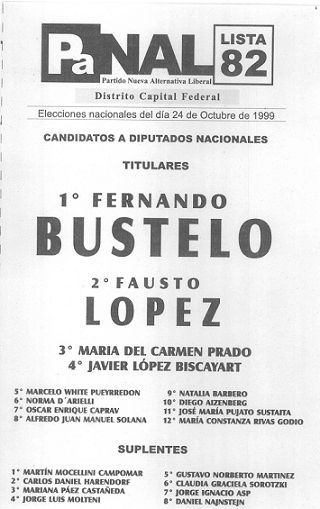 PaNAL
Partido Nueva Alternativa Liberal
LISTA
82
Distrito Capital Federal
Elecciones nacionales del día 24 de Octubre de 1999
CANDIDATOS A DIPUTADOS NACIONALES
TITULARES
1° FERNANDO
BUSTELO
2° FAUSTO
LOPEZ
3° MARIA DEL CARMEN PRADO
4° JAVIER LÓPEZ BISCAYART
5° MARCELO WHITE PUEYRREDON
6° NORMA D´ARIELLI
7° OSCAR ENRIQUE CAPRAV
8° ALFREDO JUAN MANUEL SOLANA
9° NATALIA BARBERO
10° DIEGO AIZENBERG
11° JOSÉ MARÍA PUJATO SUSTAITA
12° MARÍA CONSTANZA RIVAS GODIO
SUPLENTES
1° MARTÍN MOCELLINI CAMPOMAR
2° CARLOS DANIEL HARENDORF
3° MARIANA PÁEZ CASTAÑEDA
4° JORGE LUIS MOLTENI
5° GUSTAVO NORBERTO MARTINEZ
6° CLAUDIA GRACIELA SOROTZKI
7° JORGE IGNACIO ASP
8° DANIEL NAJNSTEJN